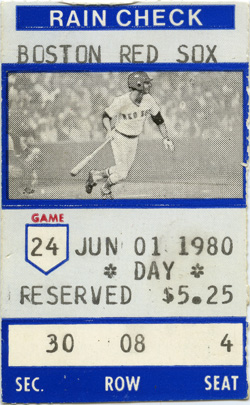 RAIN CHECK
BOSTON RED SOX
RED SOX
GAME
24 JUN 01 1980
* DAY *
RESERVED $5.25
30 08 4
SEC. ROW SEAT